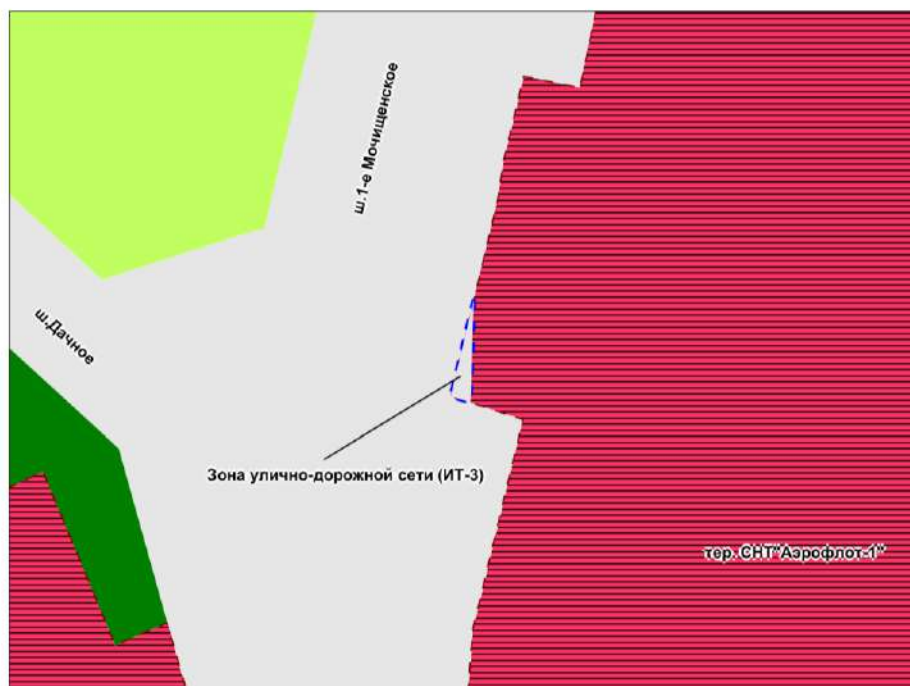 ш.1-е Мочищенское
ш.Дачное
Зона улично-дорожной сети (ИТ-3)
тер. СНТ"Аэрофлот-1"